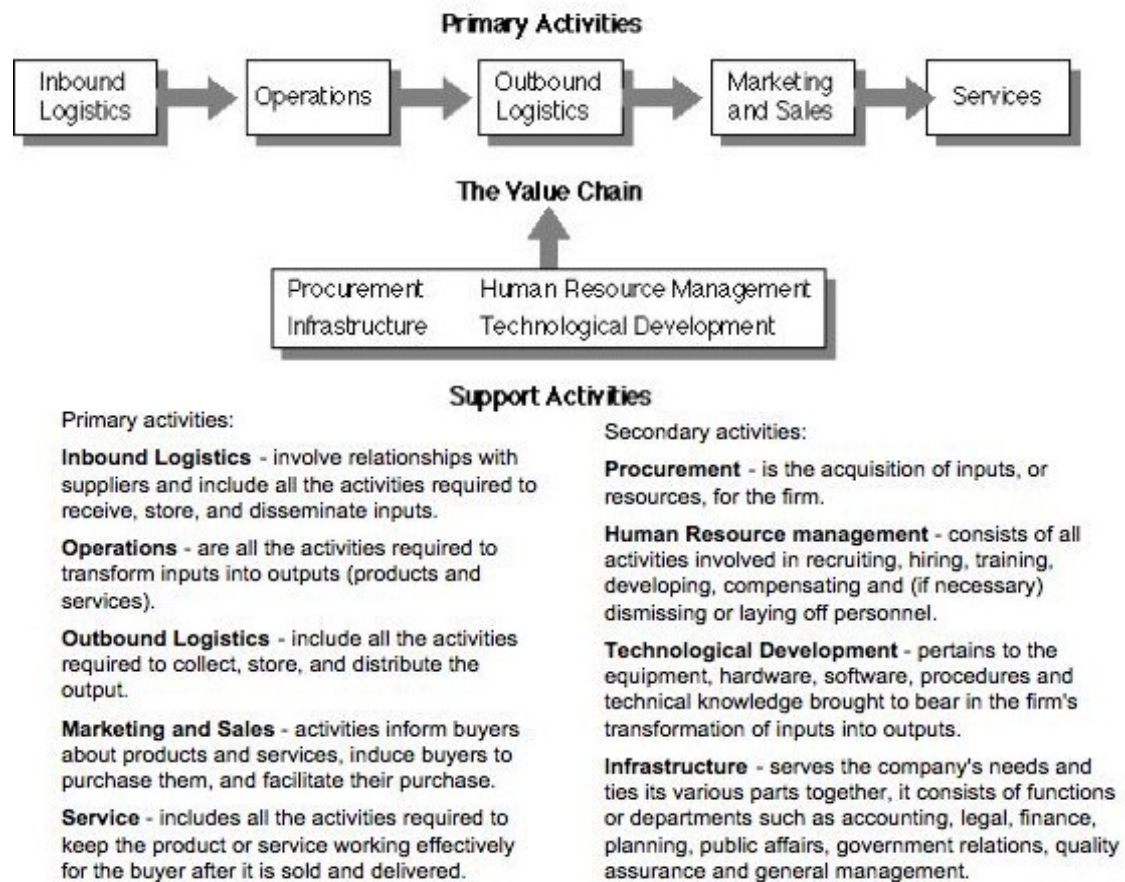 Primary Activities
Inbound
Logistics
Operations
Outbound
Logistics
Marketing
and Sales
Services
The Value Chain
Procurement Human Resource Management
Infrastructure Technological Development
Support Activities
Primary activities:
Inbound Logistics - involve relationships with
suppliers and include all the activities required to
receive, store, and disseminate inputs.
Operations - are all the activities required to
transform inputs into outputs (products and
services).
Outbound Logistics - include all the activities
required to collect, store, and distribute the
output.
Marketing and Sales - activities inform buyers
about products and services, induce buyers to
purchase them, and facilitate their purchase.
Service - includes all the activities required to
keep the product or service working effectively
for the buyer after it is sold and delivered.
Secondary activities:
Procurement - is the acquisition of inputs, or
resources, for the firm.
Human Resource management - consists of all
activities involved in recruiting, hiring, training,
developing, compensating and (if necessary)
dismissing or laying off personnel.
Technological Development - pertains to the
equipment, hardware, software, procedures and
technical knowledge brought to bear in the firm's
transformation of inputs into outputs.
Infrastructure - serves the company's needs and
ties its various parts together, it consists of functions
or departments such as accounting, legal, finance,
planning, public affairs, government relations, quality
assurance and general management.